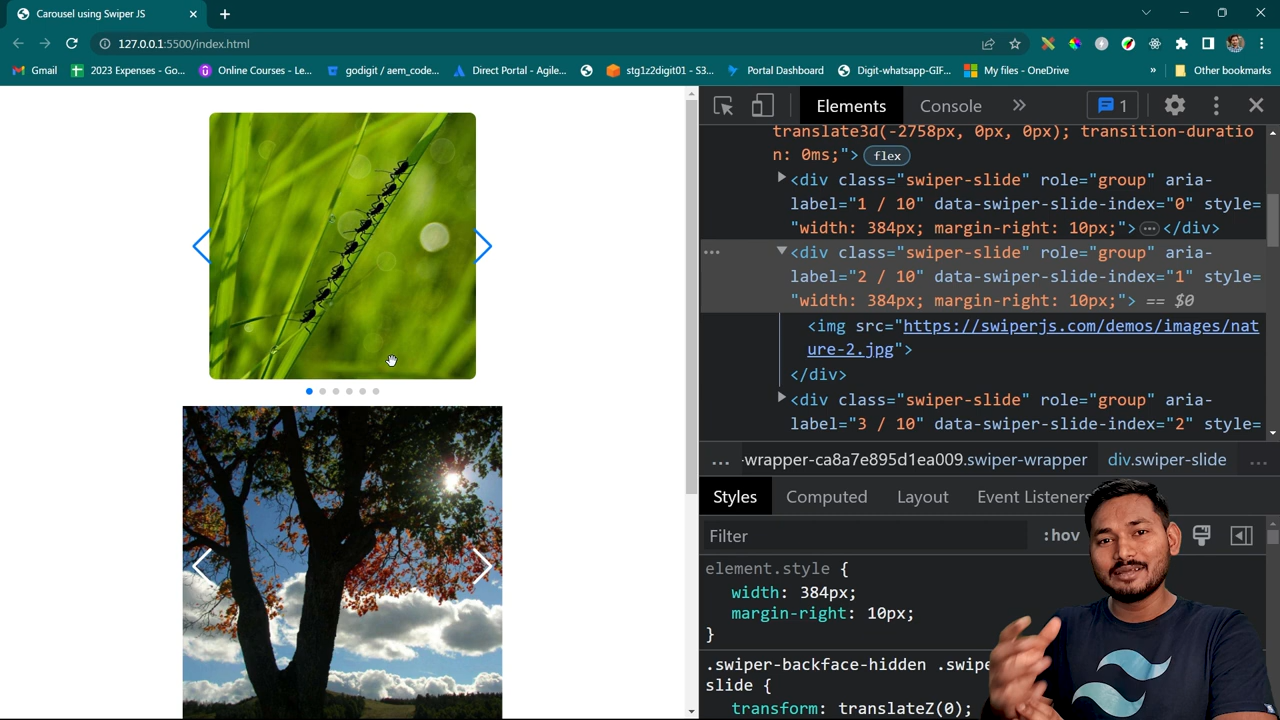 Carousel using Swiper JS
127.0.0.1:5500/index.html
Gmail
2023 Expenses - Go...
Online Courses - Le...
godigit / aem_code...
Direct Portal - Agile...
stg1z2digit01 - S3...
Portal Dashboard
Digit-whatsapp-GIF...
My files - OneDrive
»
Other bookmarks
Elements
Console
»
1
translate3d(-2758px, 0px, 0px); transition-duratio
n: 0ms;"> flex
<div class="swiper-slide" role="group" aria-
label="1 / 10" data-swiper-slide-index="0" style=
"width: 384px; margin-right: 10px;"> … </div>
<div class="swiper-slide" role="group" aria-
label="2 / 10" data-swiper-slide-index="1" style=
"width: 384px; margin-right: 10px;"> == $0
<img src="https://swiperjs.com/demos/images/nat
ure-2.jpg">
</div>
<div class="swiper-slide" role="group" aria-
label="3 / 10" data-swiper-slide-index="2" style=
... -wrapper-ca8a7e895d1ea009.swiper-wrapper div.swiper-slide ...
Styles
Computed
Layout
Event Listeners
Filter
:hov
element.style {
width: 384px;
margin-right: 10px;
}
.swiper-backface-hidden .swipe
slide {
transform: translateZ(0);